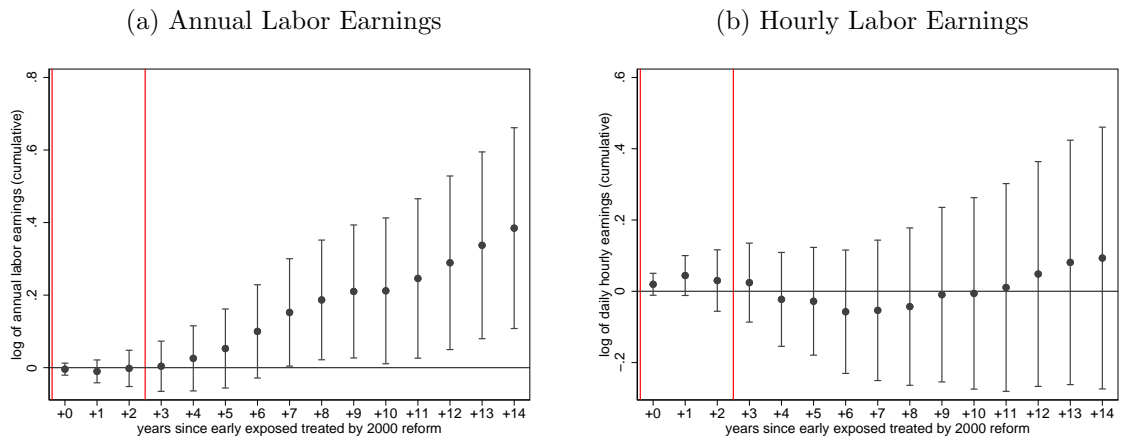 (a) Annual Labor Earnings
log of annual labor earnings (cumulative)
.8
.6
.4
.2
0
+0 +1 +2 +3 +4 +5 +6 +7 +8 +9 +10 +11 +12 +13 +14
years since early exposed treated by 2000 reform
(b) Hourly Labor Earnings
log of daily hourly earnings (cumulative)
.6
.4
.2
0
-.2
+0 +1 +2 +3 +4 +5 +6 +7 +8 +9 +10 +11 +12 +13 +14
years since early exposed treated by 2000 reform